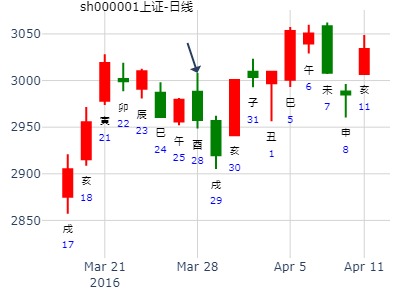 sh000001上证-日线
3050
3000
2950
2900
2850
戌
17
亥
18
寅
21
卯
22
辰
23
巳
24
午
25
酉
28
戌
29
亥
30
子
31
丑
1
巳
5
午
6
未
7
申
8
亥
11
Mar 21
2016
Mar 28
Apr 5
Apr 11